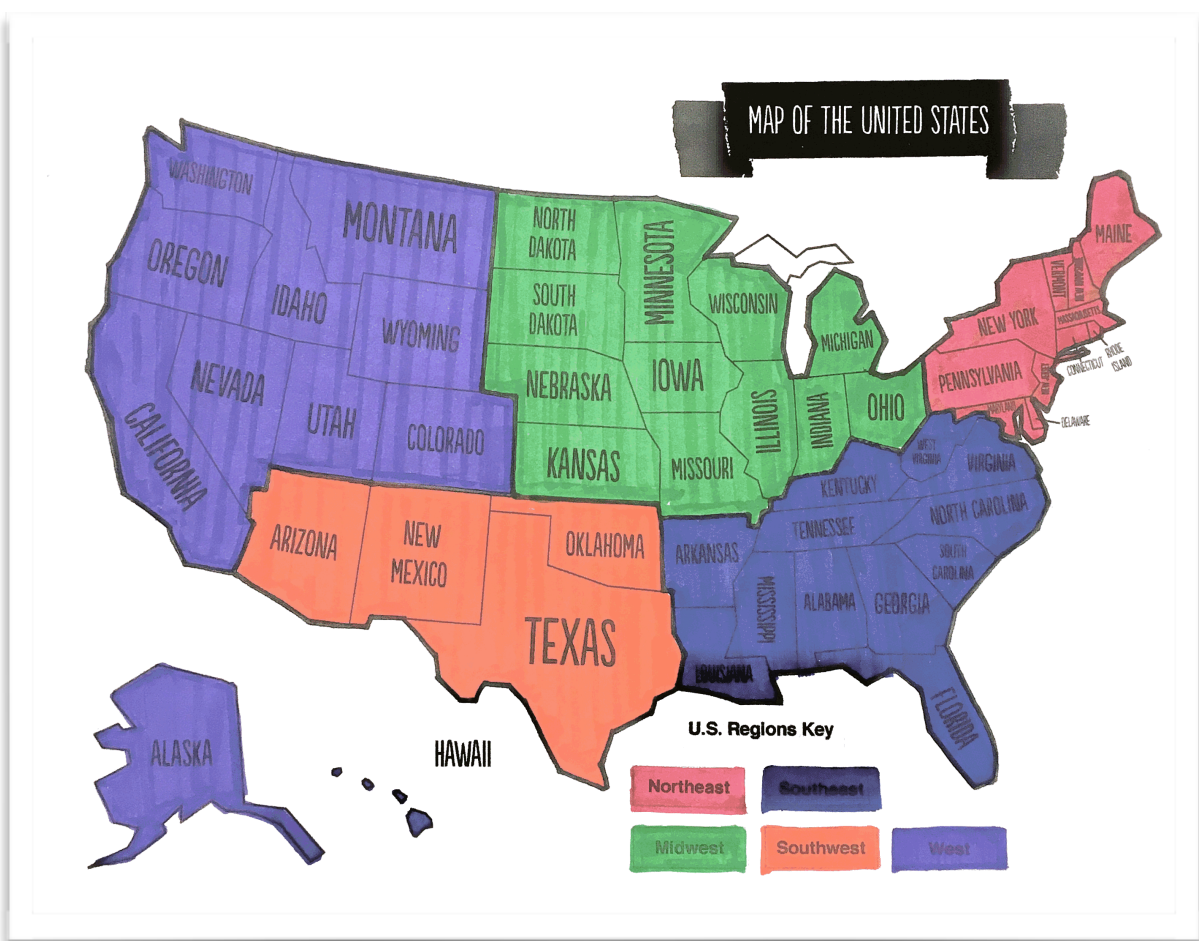 MAP OF THE UNITED STATES
WASHINGTON
MONTANA
NORTH
DAKOTA
MINNESOTA
MAINE
OREGON
IDAHO
WYOMING
SOUTH
DAKOTA
WISCONSIN
MICHIGAN
VERMONT
NEW YORK
MASSACHUSETTS
CONNECTICUT
RHODE
ISLAND
NEVADA
UTAH
COLORADO
CALIFORNIA
NEBRASKA
IOWA
ILLINOIS
INDIANA
OHIO
PENNSYLVANIA
NEW JERSEY
MARYLAND
DELAWARE
KANSAS
MISSOURI
WEST
VIRGINIA
VIRGINIA
KENTUCKY
NORTH CAROLINA
TENNESSEE
ARIZONA
NEW
MEXICO
OKLAHOMA
ARKANSAS
SOUTH
CAROLINA
MISSISSIPPI
ALABAMA
GEORGIA
TEXAS
LOUISIANA
FLORIDA
ALASKA
HAWAII
U.S. Regions Key
Northeast
Southeast
Midwest
Southwest
West